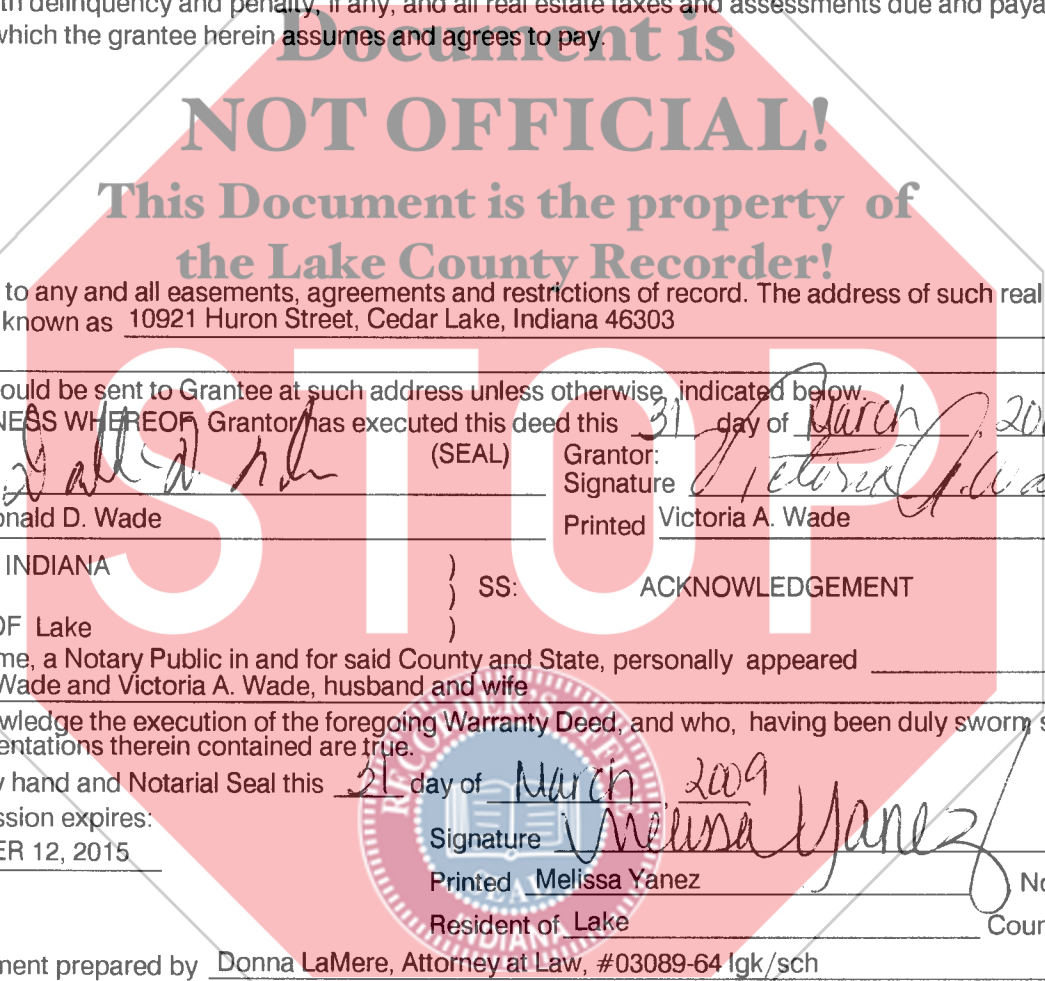 th delinquency and penalty, if any, and all real estate taxes and assessments due and paya
which the grantee herein assumes and agrees to pay.
Document is
NOT OFFICIAL!
This Document is the property of
the Lake County Recorder!
to any and all easements, agreements and restrictions of record. The address of such real
known as 10921 Huron Street, Cedar Lake, Indiana 46303
STOP
ould be sent to Grantee at such address unless otherwise indicated below.
NESS WHEREOF, Grantor has executed this deed this 31 day of March, 20
(SEAL) Grantor:
Signature Victoria A. Wa
onald D. Wade Printed Victoria A. Wade
INDIANA )
) SS: ACKNOWLEDGEMENT
OF Lake )
me, a Notary Public in and for said County and State, personally appeared
Wade and Victoria A. Wade, husband and wife
wledge the execution of the foregoing Warranty Deed, and who, having been duly sworn, s
entations therein contained are true.
y hand and Notarial Seal this 31 day of March 2009
ssion expires:
ER 12, 2015
Signature Melissa Yanez
Printed Melissa Yanez No
Resident of Lake Coun
RECORDER'S OFFICE
SEAL
INDIANA
ment prepared by Donna LaMere, Attorney at Law, #03089-64 lgk/sch